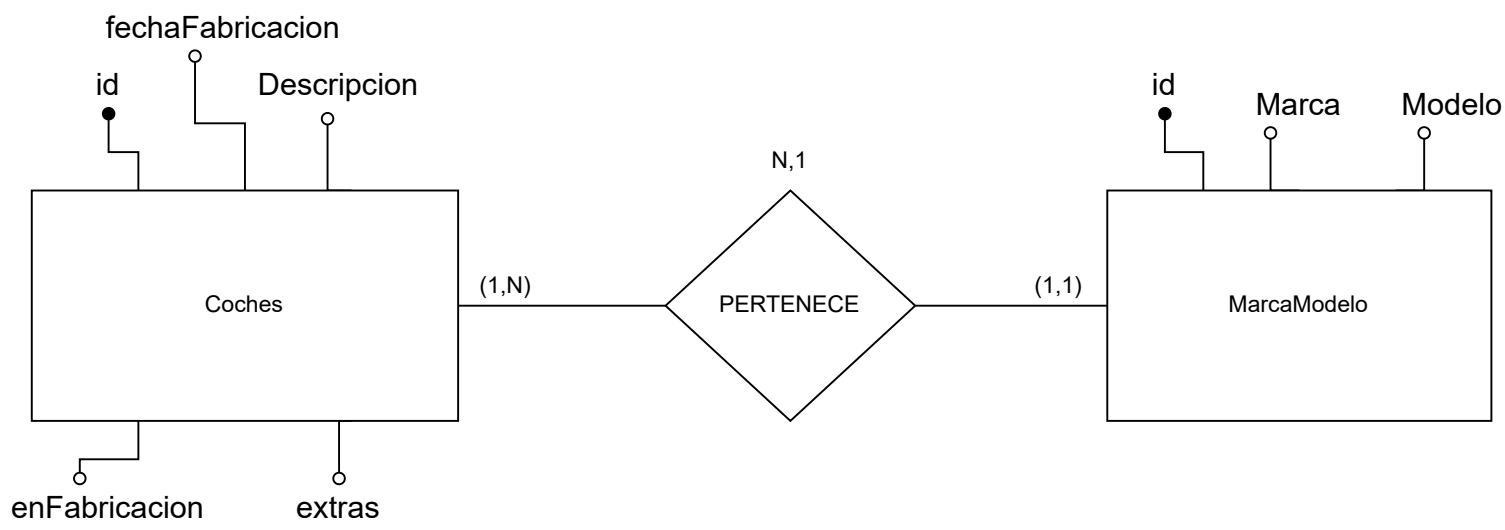 fechaFabricacion
id
Descripcion
id
Marca
Modelo
N,1
(1,N)
(1,1)
Coches
PERTENECE
MarcaModelo
enFabricacion
extras